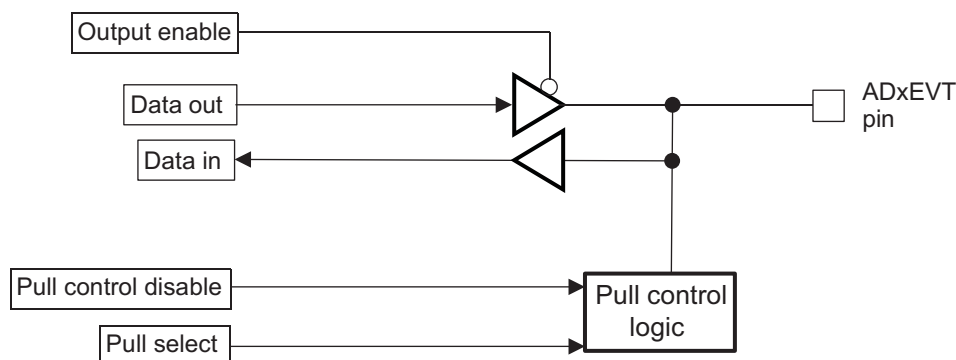 Output enable
Data out
ADxEVT
pin
Data in
Pull control disable
Pull control
logic
Pull select